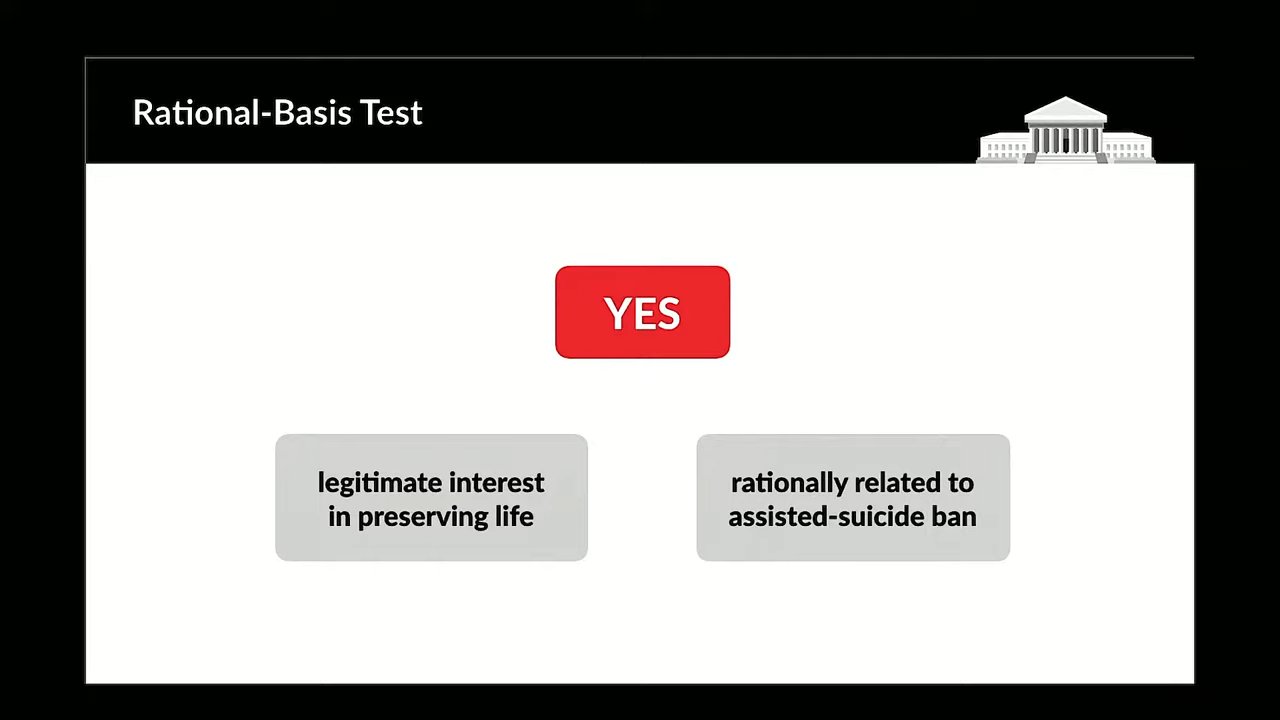 Rational-Basis Test
YES
legitimate interest
in preserving life
rationally related to
assisted-suicide ban